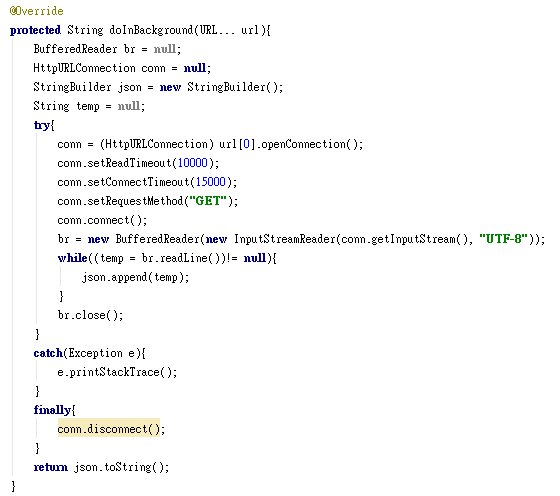 @Override
protected String doInBackground(URL... url){
    BufferedReader br = null;
    HttpURLConnection conn = null;
    StringBuilder json = new StringBuilder();
    String temp = null;
    try{
        conn = (HttpURLConnection) url[0].openConnection();
        conn.setReadTimeout(10000);
        conn.setConnectTimeout(15000);
        conn.setRequestMethod("GET");
        conn.connect();
        br = new BufferedReader(new InputStreamReader(conn.getInputStream(), "UTF-8"));
        while((temp = br.readLine())!= null){
            json.append(temp);
        }
        br.close();
    }
    catch(Exception e){
        e.printStackTrace();
    }
    finally{
        conn.disconnect();
    }
    return json.toString();
}